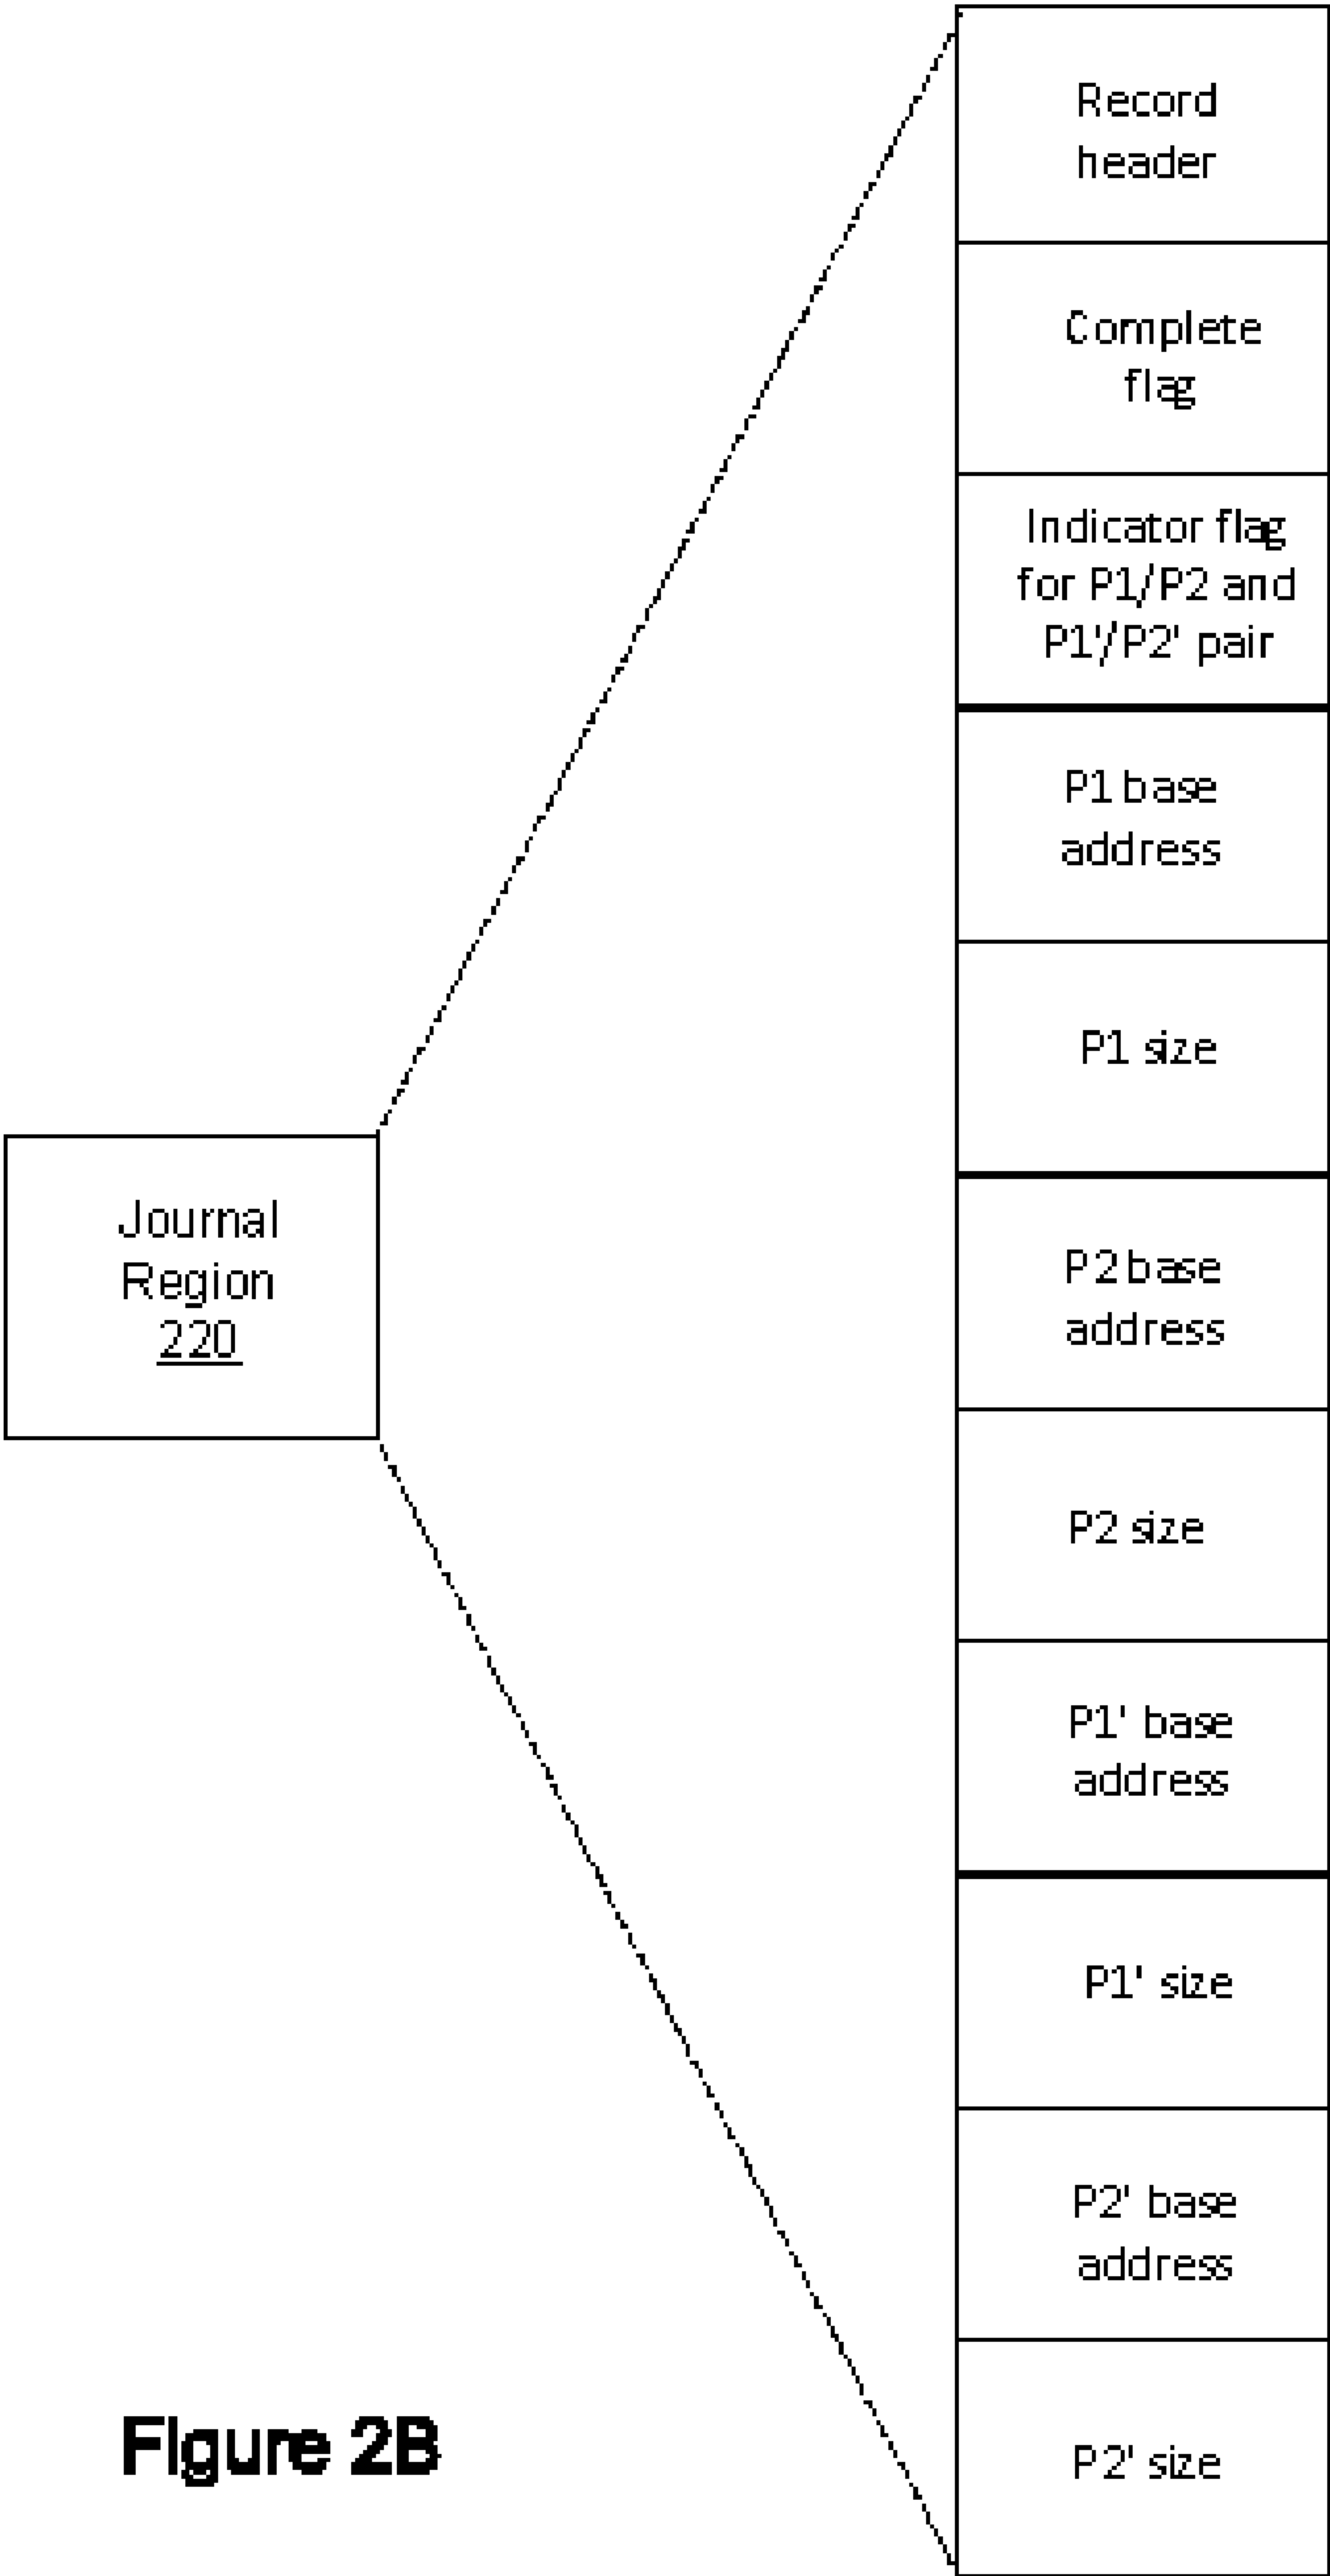 Record
header
Complete
flag
Indicator flag
for P1/P2 and
P1'/P2' pair
P1 base
address
P1 size
Journal
Region
220
P2 base
address
P2 size
P1' base
address
P1' size
P2' base
address
P2' size
Figure 2B